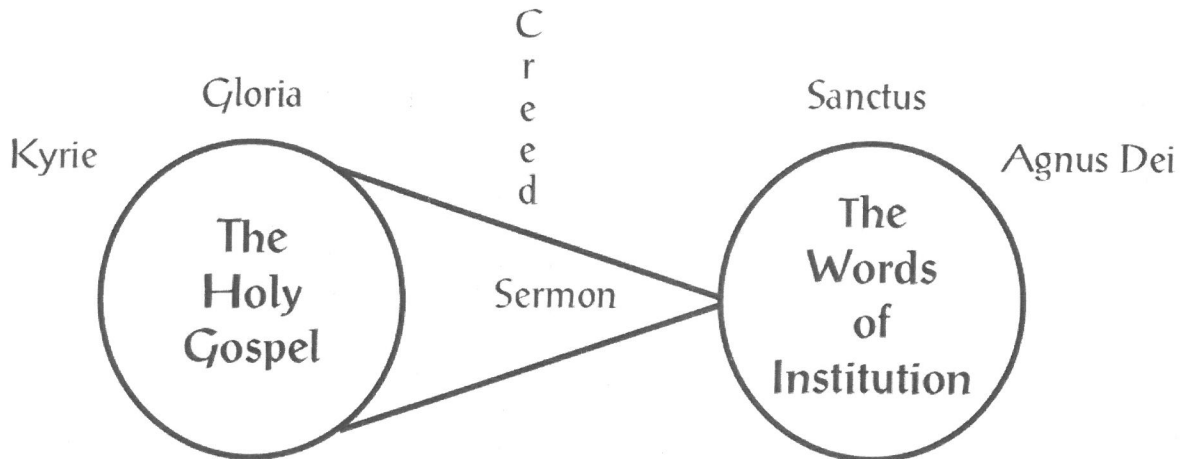 Kyrie
Gloria
C
r
e
e
d
Sanctus
Agnus Dei
The
Holy
Gospel
Sermon
The
Words
of
Institution